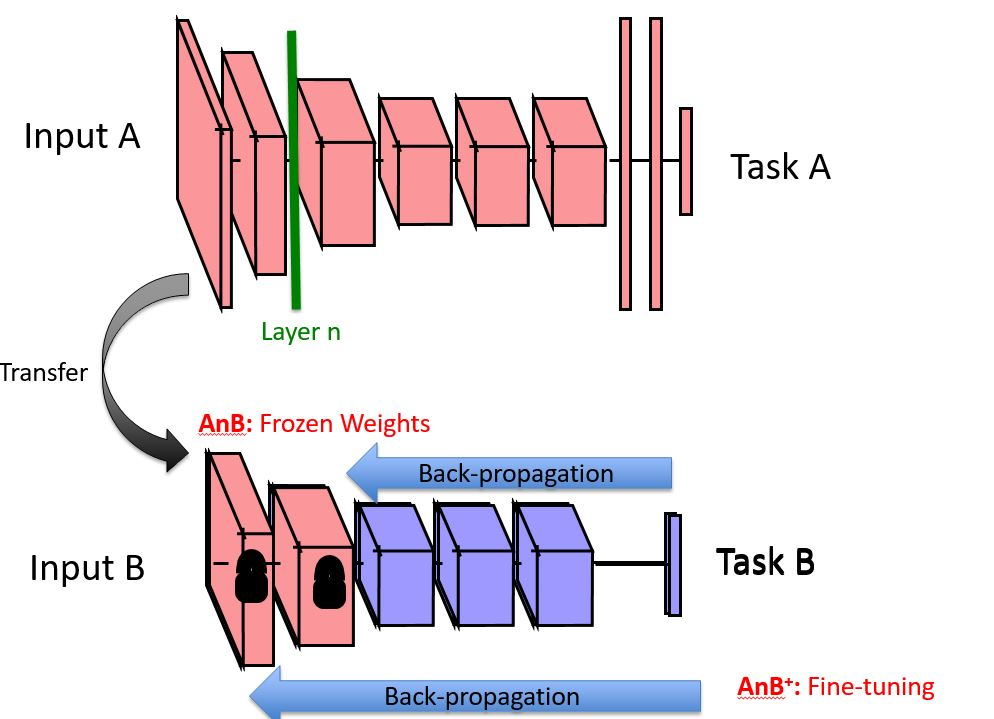 Input A
Task A
Layer n
Transfer
AnB: Frozen Weights
Back-propagation
Input B
Task B
Back-propagation
AnB⁺: Fine-tuning